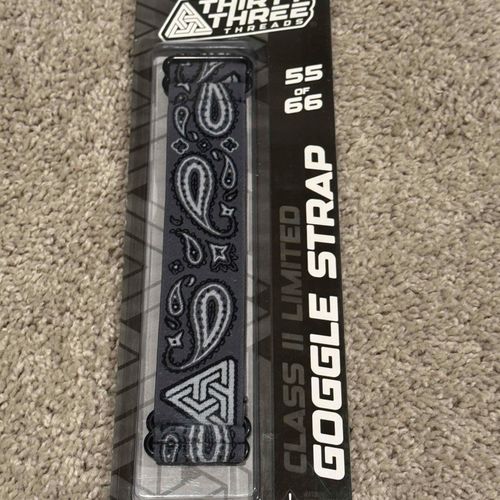 THIRTY
THREE
THREADS
55
OF
66
CLASS II LIMITED
GOGGLE STRAP